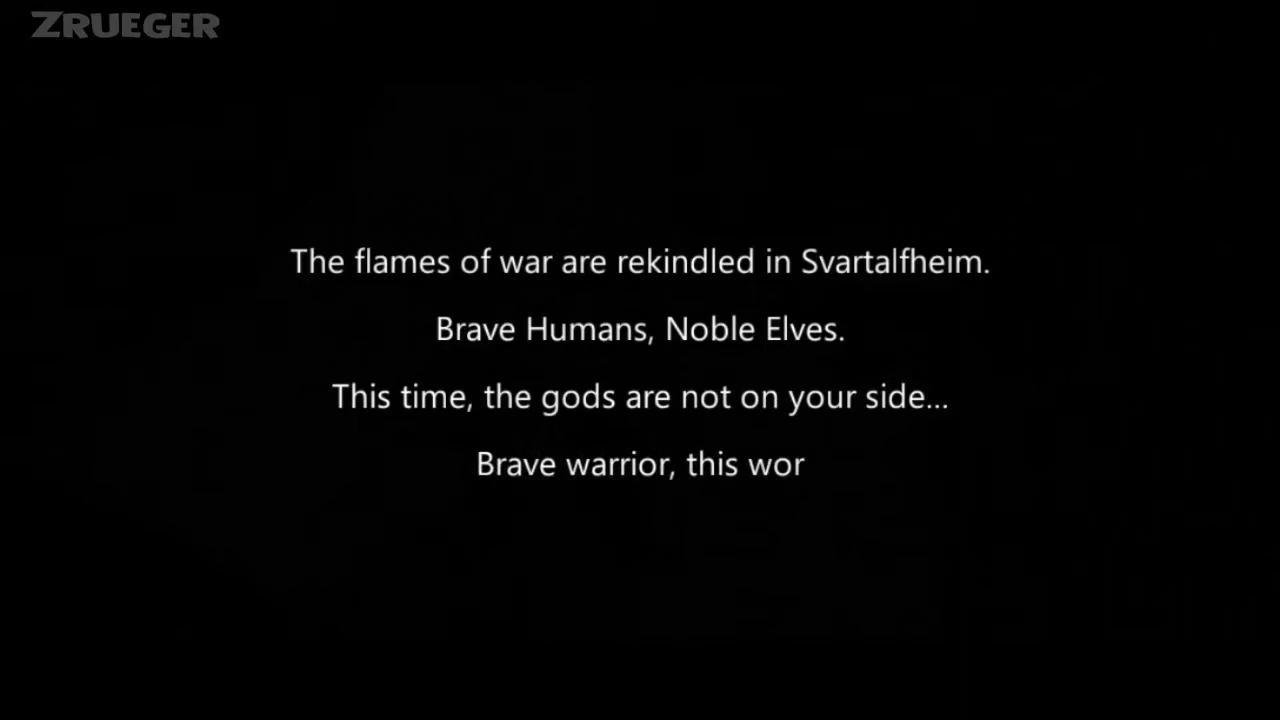 ZRUEGER
The flames of war are rekindled in Svartalfheim.
Brave Humans, Noble Elves.
This time, the gods are not on your side...
Brave warrior, this wor